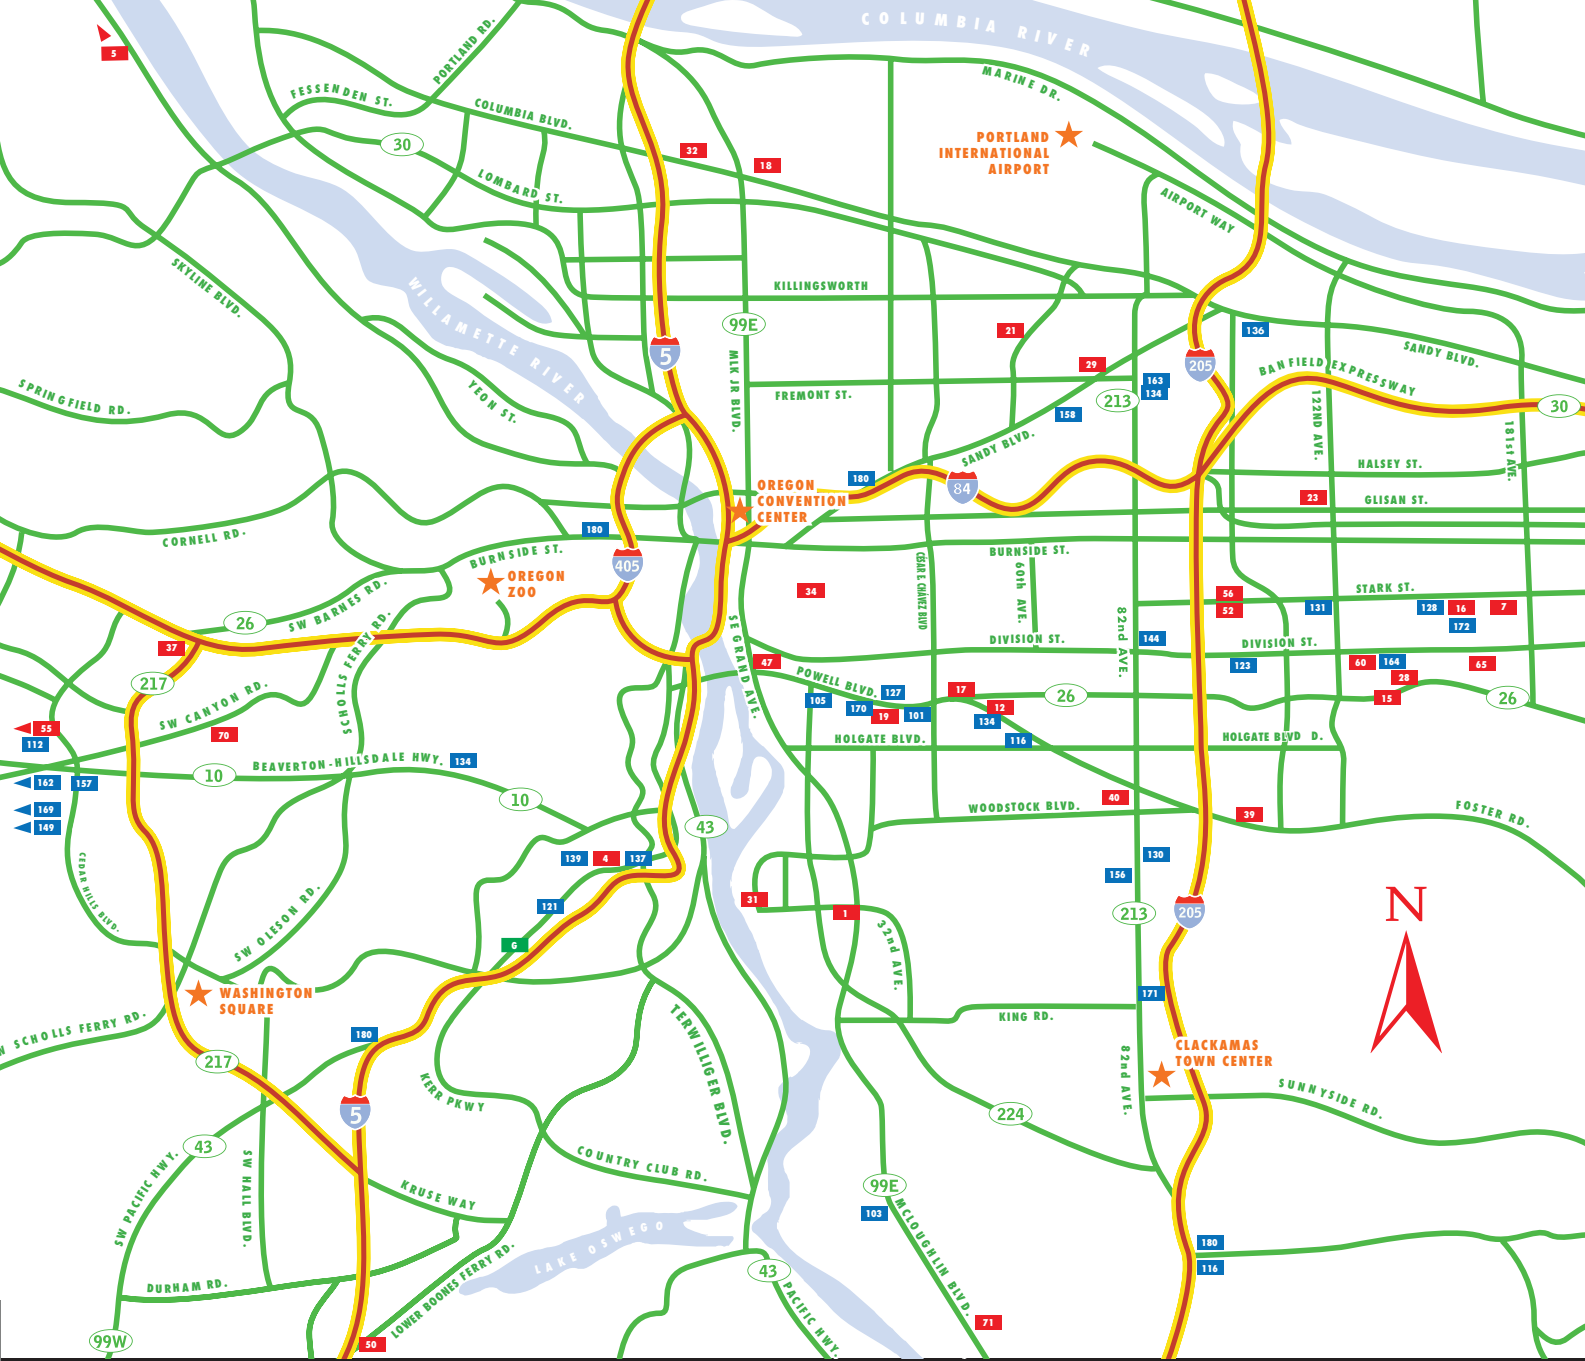 COLUMBIA RIVER
5
PORTLAND RD.
FESSENDEN ST.
COLUMBIA BLVD.
MARINE DR.
30
32
18
PORTLAND
INTERNATIONAL
AIRPORT
LOMBARD ST.
AIRPORT WAY
SKYLINE BLVD.
WILLAMETTE RIVER
KILLINGSWORTH
99E
21
136
5
MLK JR BLVD.
29
205
SANDY BLVD.
BANFIELD EXPRESSWAY
SPRINGFIELD RD.
YEON ST.
FREMONT ST.
163
134
213
158
122ND AVE.
30
181st AVE.
SANDY BLVD.
HALSEY ST.
OREGON
CONVENTION
CENTER
180
84
23
GLISAN ST.
CORNELL RD.
180
BURNSIDE ST.
BURNSIDE ST.
405
OREGON
ZOO
CÉSAR E. CHÁVEZ BLVD
60th AVE.
34
56
52
STARK ST.
131
128
16
7
172
SW BARNES RD.
26
SCHOLLS FERRY RD.
SE GRAND AVE.
82nd AVE.
144
DIVISION ST.
DIVISION ST.
37
47
123
60
164
65
28
217
SW CANYON RD.
POWELL BLVD.
127
17
26
15
26
105
170
19
101
12
134
55
112
70
HOLGATE BLVD.
116
HOLGATE BLVD D.
BEAVERTON-HILLSDALE HWY.
134
10
162
157
10
169
149
43
40
WOODSTOCK BLVD.
39
FOSTER RD.
CEDAR HILLS BLVD.
139
4
137
130
156
SW OLESON RD.
121
31
1
213
205
N
G
32nd AVE.
WASHINGTON
SQUARE
171
W SCHOLLS FERRY RD.
180
TERWILLIGER BLVD.
KING RD.
CLACKAMAS
TOWN CENTER
217
82nd AVE.
KERR PKWY
5
224
SUNNYSIDE RD.
43
SW PACIFIC HWY.
SW HALL BLVD.
COUNTRY CLUB RD.
KRUSE WAY
99E
103
MCLOUGHLIN BLVD.
LAKE OSWEGO
180
116
DURHAM RD.
LOWER BOONES FERRY RD.
43
PACIFIC HWY.
71
99W
50